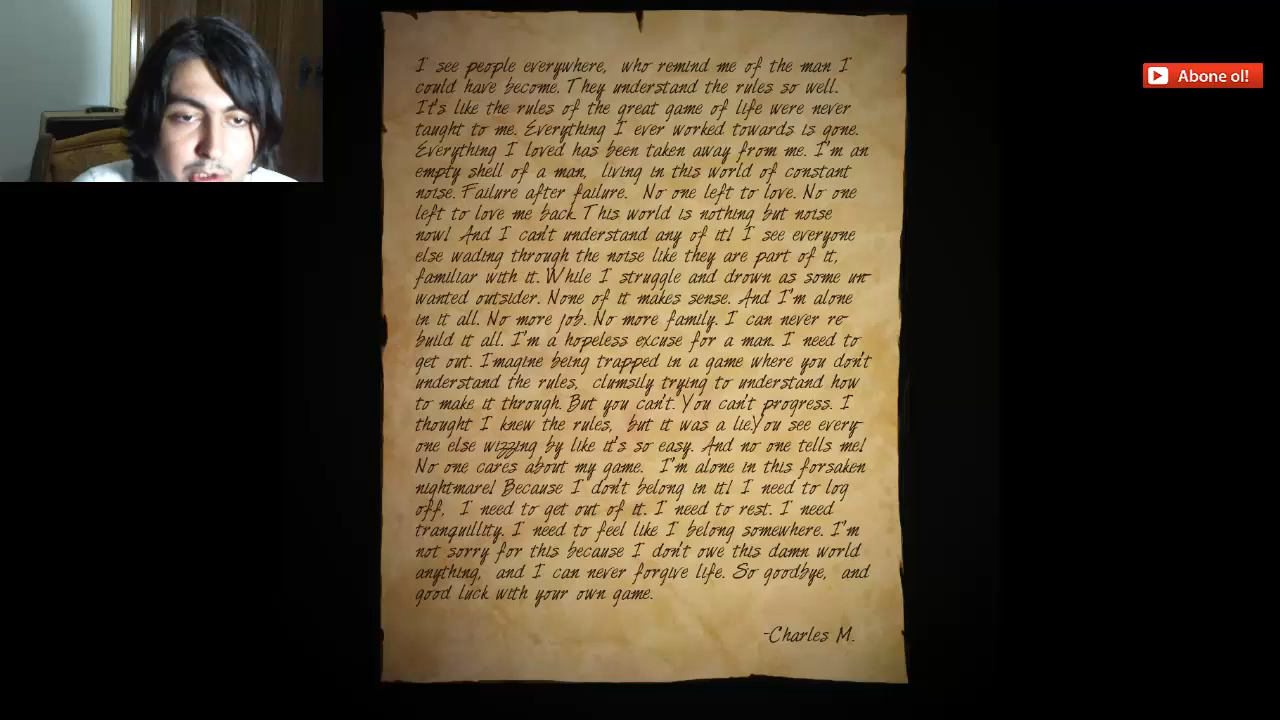 I see people everywhere, who remind me of the man I
could have become. They understand the rules so well.
It's like the rules of the great game of life were never
taught to me. Everything I ever worked towards is gone.
Everything I loved has been taken away from me. I'm an
empty shell of a man, living in this world of constant
noise. Failure after failure. No one left to love. No one
left to love me back. This world is nothing but noise
now! And I can't understand any of it! I see everyone
else wading through the noise like they are part of it,
familiar with it. While I struggle and drown as some un-
wanted outsider. None of it makes sense. And I'm alone
in it all. No more job. No more family. I can never re-
build it all. I'm a hopeless excuse for a man. I need to
get out. Imagine being trapped in a game where you don't
understand the rules, clumsily trying to understand how
to make it through. But you can't. You can't progress. I
thought I knew the rules, but it was a lie.You see every-
one else wizzing by like it's so easy. And no one tells me!
No one cares about my game. I'm alone in this forsaken
nightmare! Because I don't belong in it! I need to log
off, I need to get out of it. I need to rest. I need
tranquillity. I need to feel like I belong somewhere. I'm
not sorry for this because I don't owe this damn world
anything, and I can never forgive life. So goodbye, and
good luck with your own game.
-Charles M.
Abone ol!